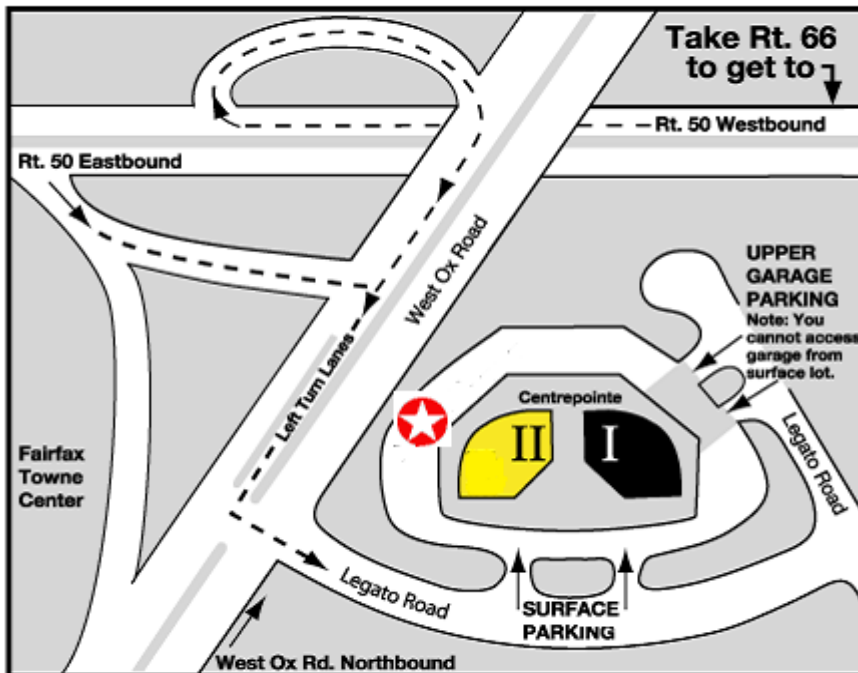 Take Rt. 66
to get to
Rt. 50 Westbound
Rt. 50 Eastbound
West Ox Road
UPPER
GARAGE
PARKING
Note: You
cannot access
garage from
surface lot.
Left Turn Lanes
Centrepointe
II
I
Fairfax
Towne
Center
Legato Road
Legato Road
SURFACE
PARKING
West Ox Rd. Northbound